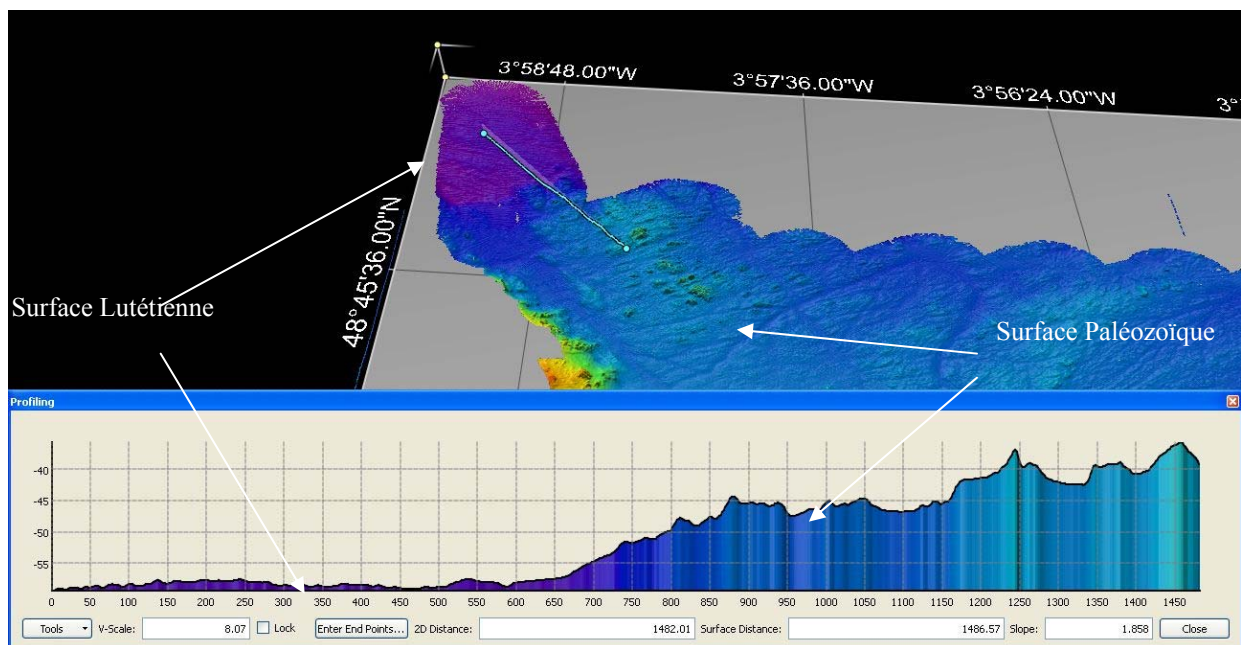 3°58'48.00"W
3°57'36.00"W
3°56'24.00"W
48°45'36.00"N
Surface Lutétienne
Surface Paléozoïque
Profiling
-40
-45
-50
-55
0 50 100 150 200 250 300 350 400 450 500 550 600 650 700 750 800 850 900 950 1000 1050 1100 1150 1200 1250 1300 1350 1400 1450
Tools V-Scale: 8.07 Lock Enter End Points... 2D Distance: 1482.01 Surface Distance: 1486.57 Slope: 1.858 Close